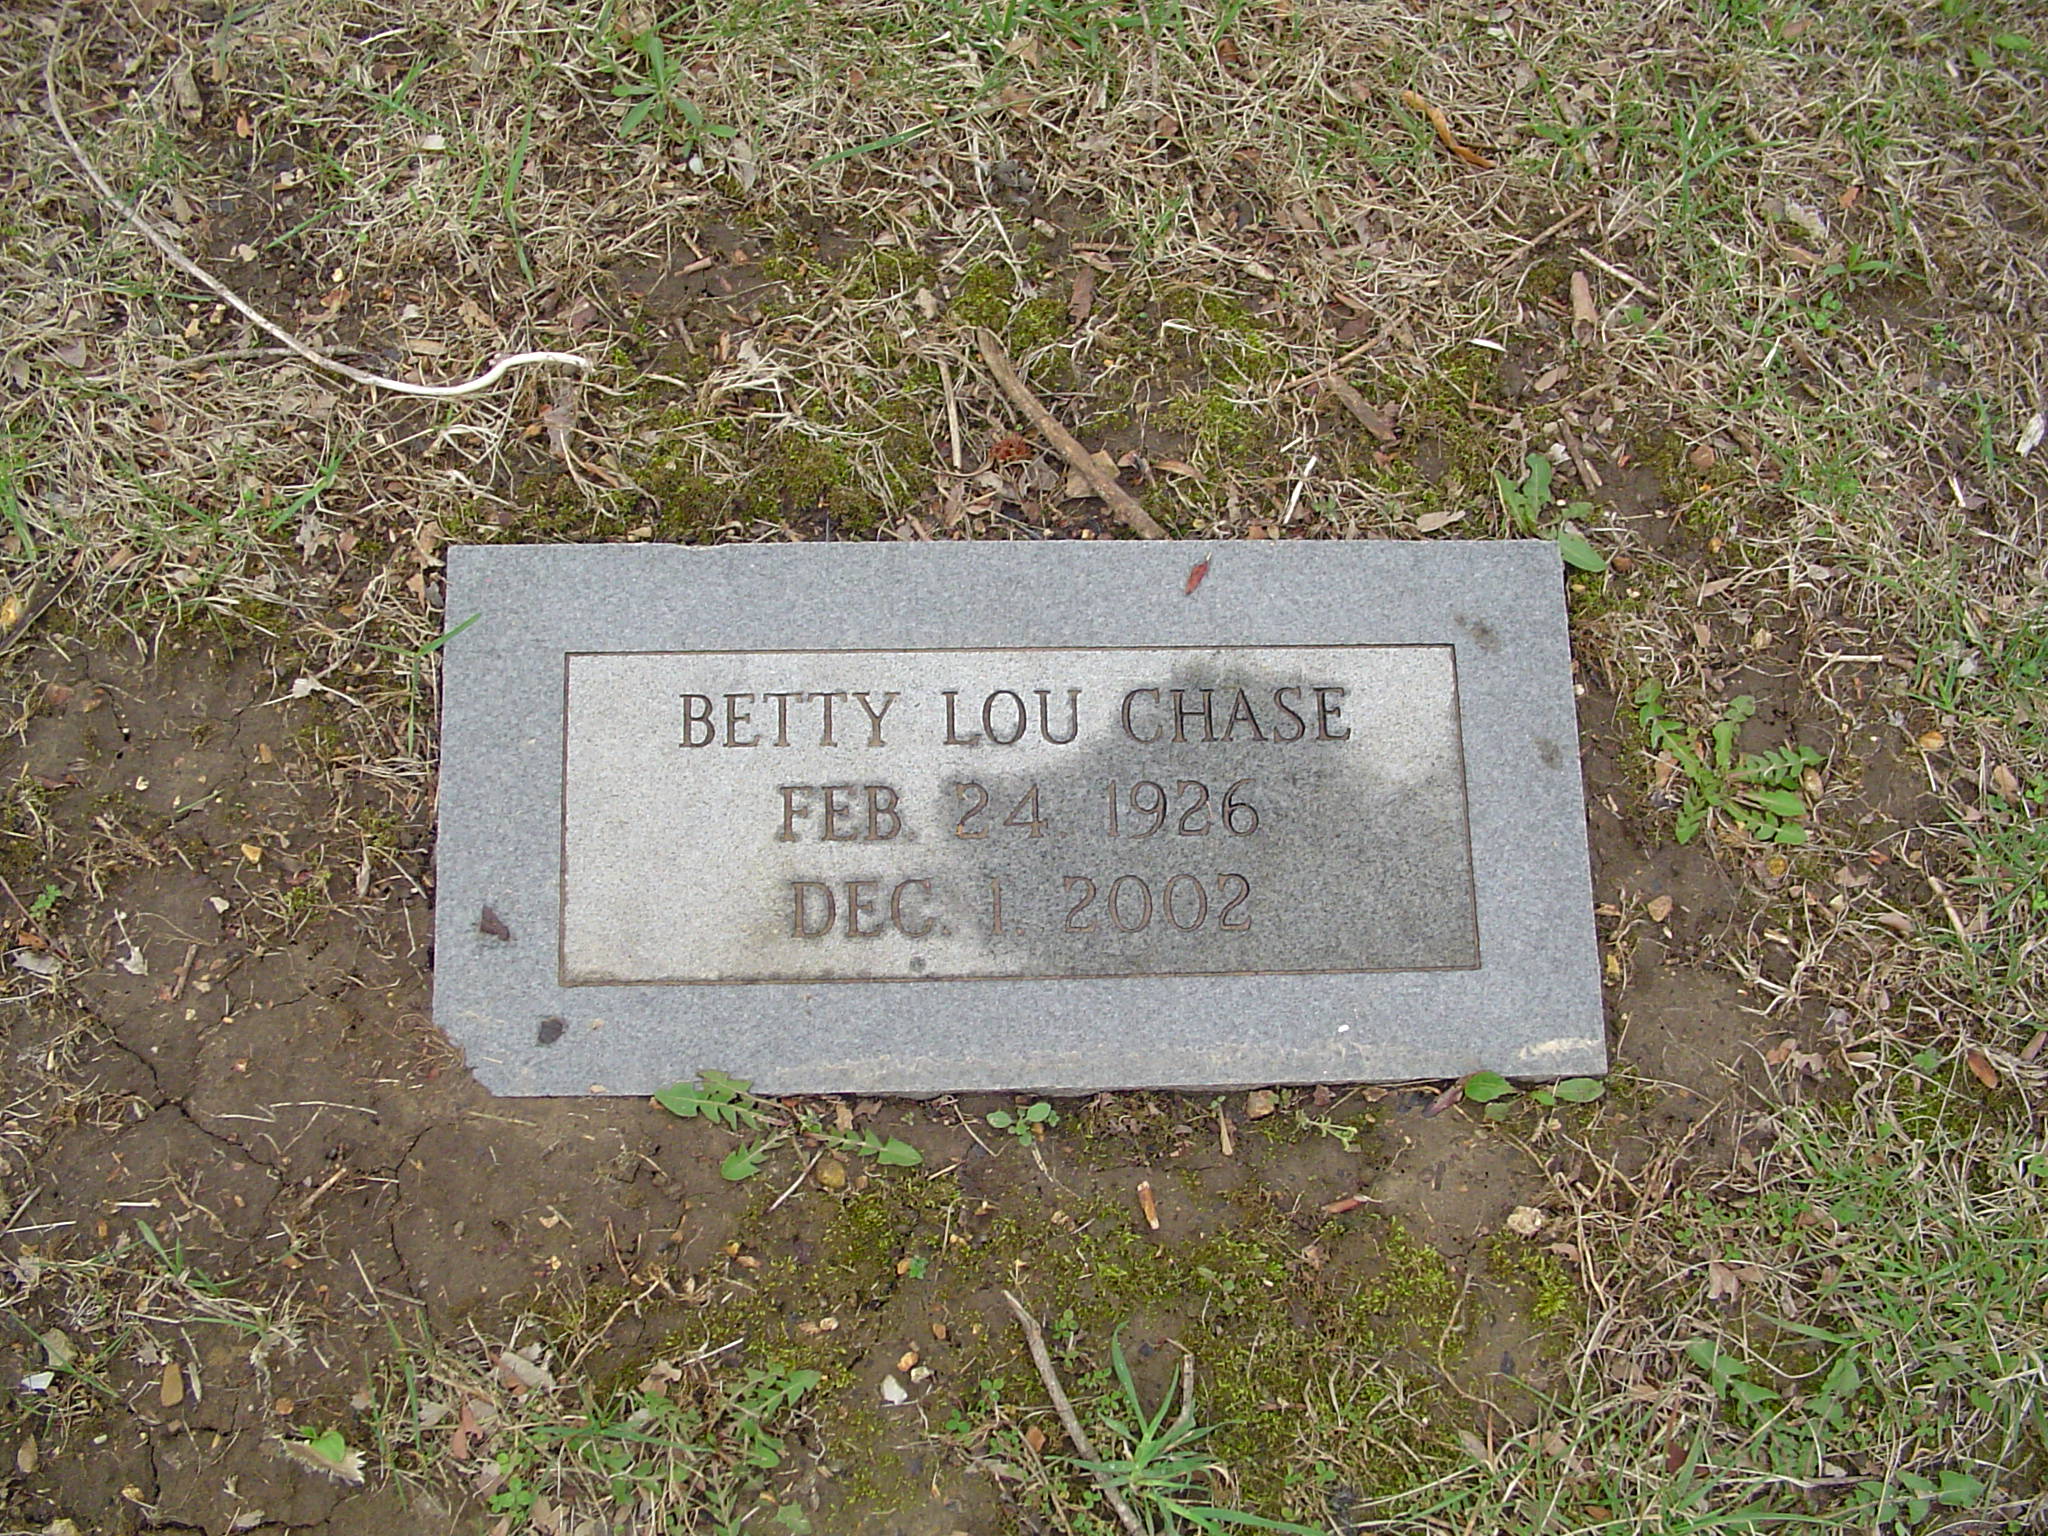 BETTY LOU CHASE
FEB. 24. 1926
DEC. 1. 2002